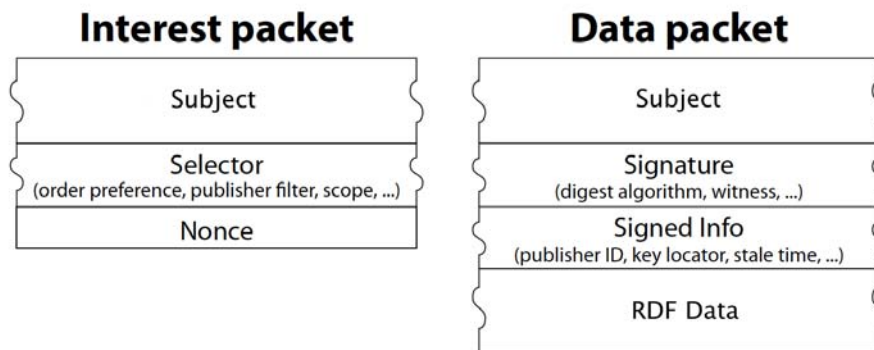 Interest packet
Subject
Selector
(order preference, publisher filter, scope, ...)
Nonce
Data packet
Subject
Signature
(digest algorithm, witness, ...)
Signed Info
(publisher ID, key locator, stale time, ...)
RDF Data